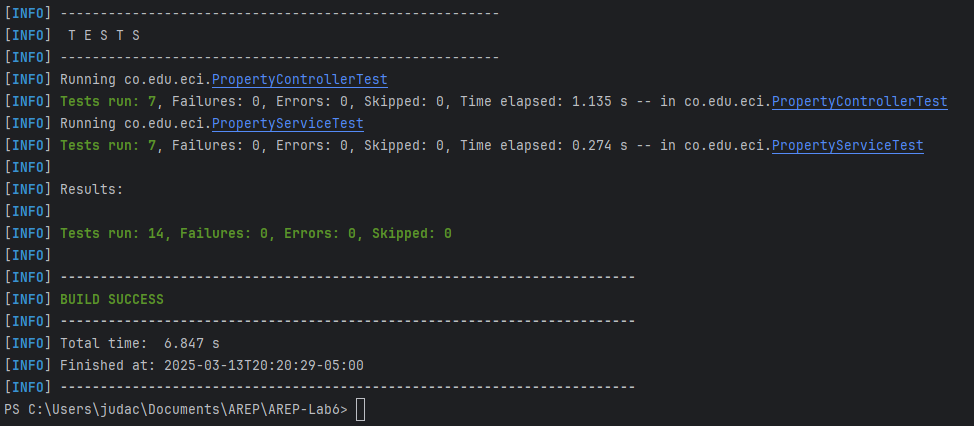 [INFO] -------------------------------------------------------
[INFO]  T E S T S
[INFO] -------------------------------------------------------
[INFO] Running co.edu.eci.PropertyControllerTest
[INFO] Tests run: 7, Failures: 0, Errors: 0, Skipped: 0, Time elapsed: 1.135 s -- in co.edu.eci.PropertyControllerTest
[INFO] Running co.edu.eci.PropertyServiceTest
[INFO] Tests run: 7, Failures: 0, Errors: 0, Skipped: 0, Time elapsed: 0.274 s -- in co.edu.eci.PropertyServiceTest
[INFO]
[INFO] Results:
[INFO]
[INFO] Tests run: 14, Failures: 0, Errors: 0, Skipped: 0
[INFO]
[INFO] ------------------------------------------------------------------------
[INFO] BUILD SUCCESS
[INFO] ------------------------------------------------------------------------
[INFO] Total time:  6.847 s
[INFO] Finished at: 2025-03-13T20:20:29-05:00
[INFO] ------------------------------------------------------------------------
PS C:\Users\judac\Documents\AREP\AREP-Lab6>